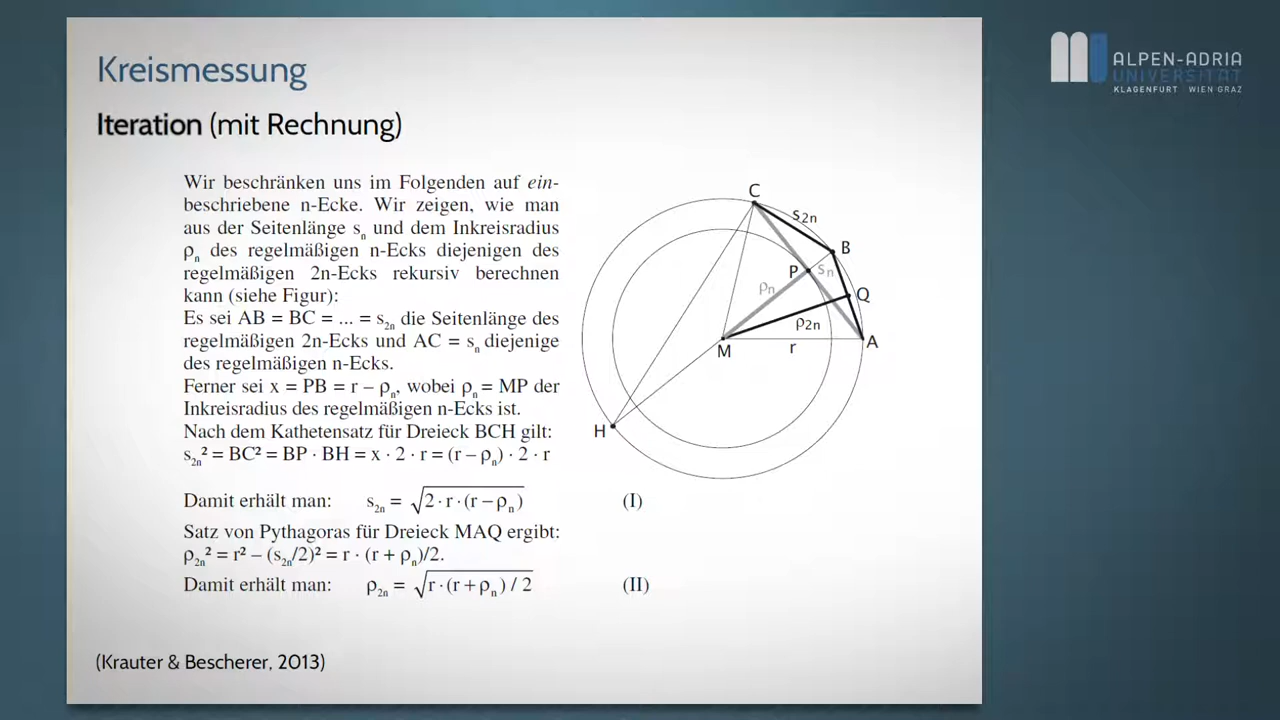 Kreismessung
Iteration (mit Rechnung)
Wir beschränken uns im Folgenden auf ein-
beschriebene n-Ecke. Wir zeigen, wie man
aus der Seitenlänge sₙ und dem Inkreisradius
ρₙ des regelmäßigen n-Ecks diejenigen des
regelmäßigen 2n-Ecks rekursiv berechnen
kann (siehe Figur):
Es sei AB = BC = ... = s₂ₙ die Seitenlänge des
regelmäßigen 2n-Ecks und AC = sₙ diejenige
des regelmäßigen n-Ecks.
Ferner sei x = PB = r – ρₙ, wobei ρₙ = MP der
Inkreisradius des regelmäßigen n-Ecks ist.
Nach dem Kathetensatz für Dreieck BCH gilt:
s₂ₙ² = BC² = BP · BH = x · 2 · r = (r – ρₙ) · 2 · r
Damit erhält man: s₂ₙ = √(2·r·(r–ρₙ)) (I)
Satz von Pythagoras für Dreieck MAQ ergibt:
ρ₂ₙ² = r² – (s₂ₙ/2)² = r · (r + ρₙ)/2.
Damit erhält man: ρ₂ₙ = √(r·(r+ρₙ)/2) (II)
(Krauter & Bescherer, 2013)
C
s₂ₙ
B
P
sₙ
ρₙ
Q
ρ₂ₙ
M
r
A
H
ALPEN-ADRIA
UNIVERSITÄT
KLAGENFURT WIEN GRAZ